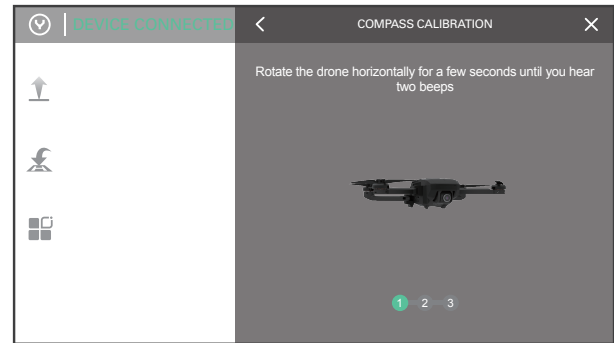 DEVICE CONNECTED
COMPASS CALIBRATION
Rotate the drone horizontally for a few seconds until you hear
two beeps
1 2 3